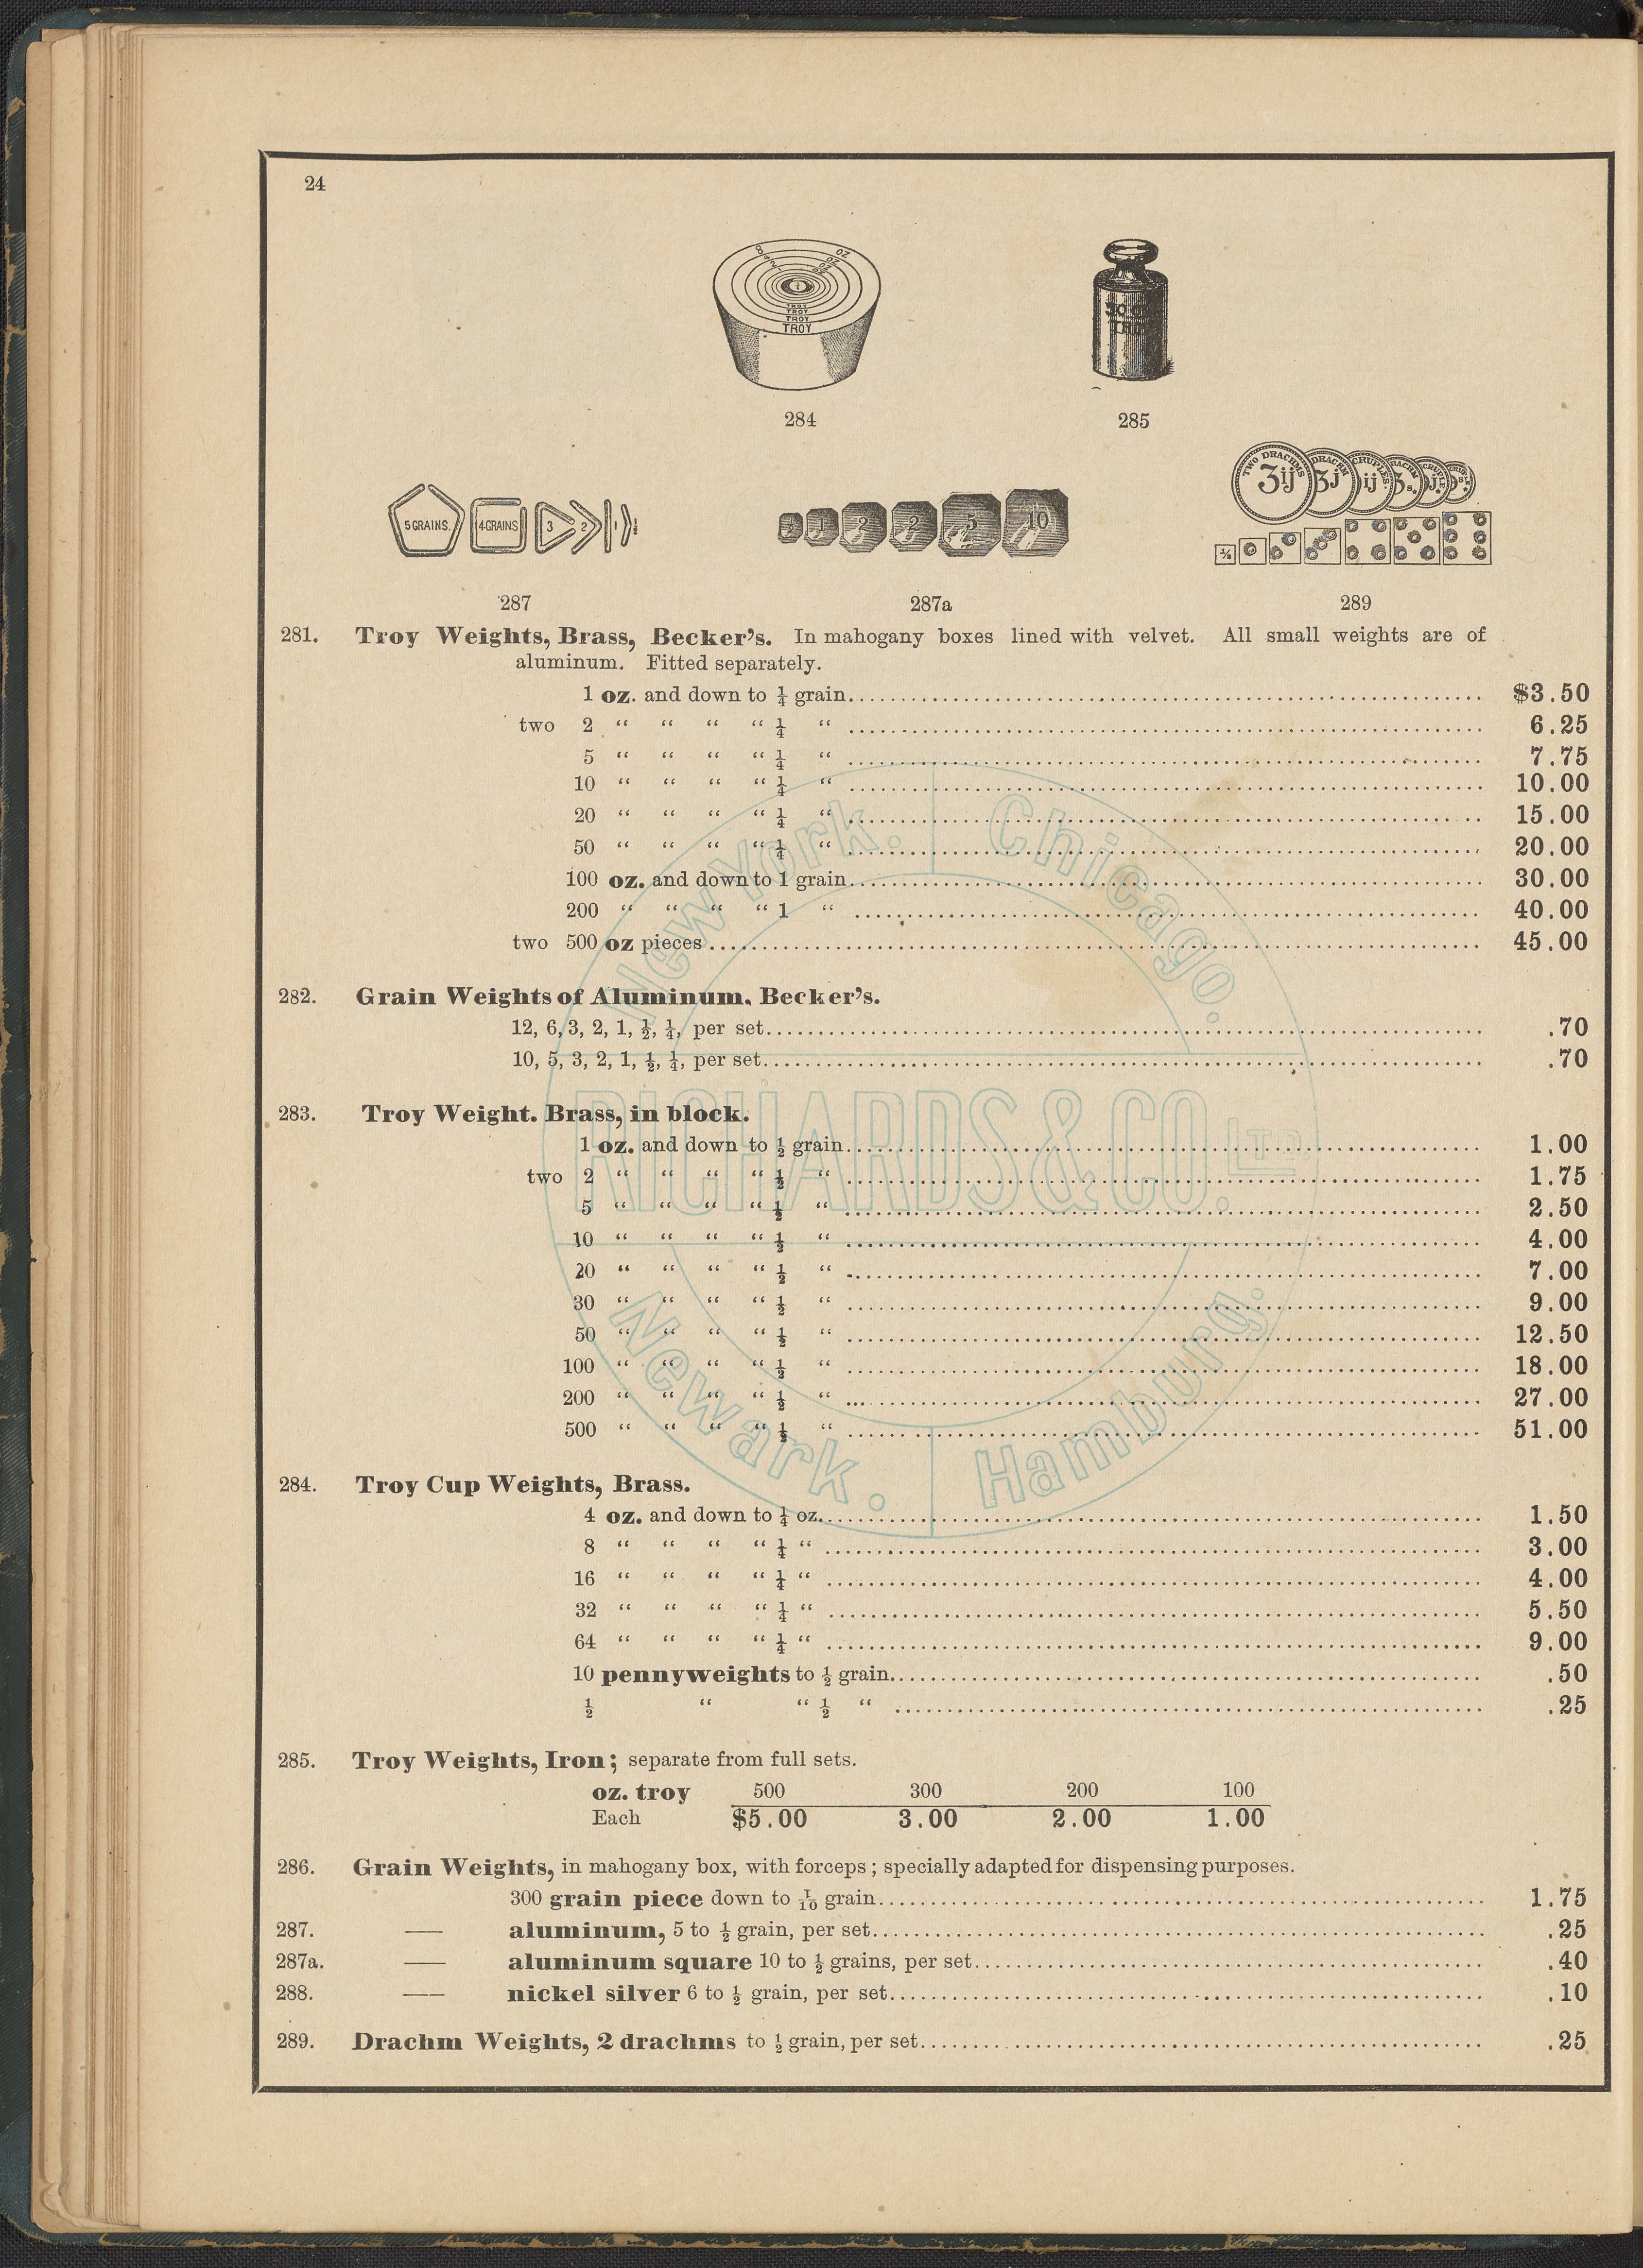 24
8 OZ
4 OZ
2 OZ
TROY
TROY
TROY
TROY
284
285
5 GRAINS. 4 GRAINS 3 2 1
½ 1 2 2 5 10
TWO DRACHMS
ʒij
287
287a
289
281. Troy Weights, Brass, Becker's. In mahogany boxes lined with velvet. All small weights are of
aluminum. Fitted separately.
1 oz. and down to ¼ grain.......... $3.50
two 2 “ “ “ “ ¼ “ .......... 6.25
5 “ “ “ “ ¼ “ .......... 7.75
10 “ “ “ “ ¼ “ .......... 10.00
20 “ “ “ “ ¼ “ .......... 15.00
50 “ “ “ “ ¼ “ .......... 20.00
100 oz. and down to 1 grain.......... 30.00
200 “ “ “ “ 1 “ .......... 40.00
two 500 oz pieces.......... 45.00
282. Grain Weights of Aluminum. Becker's.
12, 6, 3, 2, 1, ½, ¼, per set.......... .70
10, 5, 3, 2, 1, ½, ¼, per set.......... .70
283. Troy Weight. Brass, in block.
1 oz. and down to ½ grain.......... 1.00
two 2 “ “ “ “ ½ “ .......... 1.75
5 “ “ “ “ ½ “ .......... 2.50
10 “ “ “ “ ½ “ .......... 4.00
20 “ “ “ “ ½ “ .......... 7.00
30 “ “ “ “ ½ “ .......... 9.00
50 “ “ “ “ ½ “ .......... 12.50
100 “ “ “ “ ½ “ .......... 18.00
200 “ “ “ “ ½ “ .......... 27.00
500 “ “ “ “ ½ “ .......... 51.00
284. Troy Cup Weights, Brass.
4 oz. and down to ¼ oz.......... 1.50
8 “ “ “ “ ¼ “ .......... 3.00
16 “ “ “ “ ¼ “ .......... 4.00
32 “ “ “ “ ¼ “ .......... 5.50
64 “ “ “ “ ¼ “ .......... 9.00
10 pennyweights to ½ grain.......... .50
½ “ “ ½ “ .......... .25
285. Troy Weights, Iron; separate from full sets.
oz. troy 500 300 200 100
Each $5.00 3.00 2.00 1.00
286. Grain Weights, in mahogany box, with forceps; specially adapted for dispensing purposes.
300 grain piece down to 1/10 grain.......... 1.75
287. — aluminum, 5 to ½ grain, per set.......... .25
287a. — aluminum square 10 to ½ grains, per set.......... .40
288. — nickel silver 6 to ½ grain, per set.......... .10
289. Drachm Weights, 2 drachms to ½ grain, per set.......... .25
New York. Chicago.
RICHARDS & CO. LTD.
Newark. Hamburg.